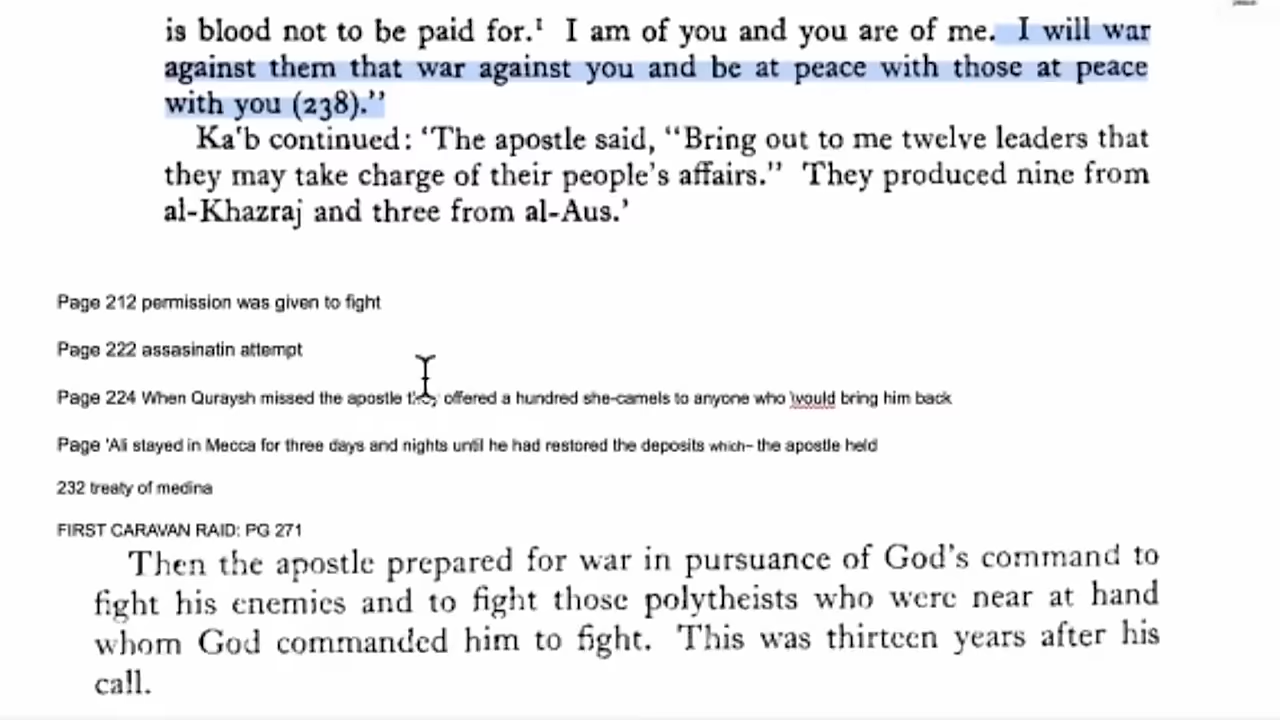 is blood not to be paid for.¹ I am of you and you are of me. I will war
against them that war against you and be at peace with those at peace
with you (238).”
Ka'b continued: ‘The apostle said, “Bring out to me twelve leaders that
they may take charge of their people's affairs.” They produced nine from
al-Khazraj and three from al-Aus.’
Page 212 permission was given to fight
Page 222 assasinatin attempt
Page 224 When Quraysh missed the apostle they offered a hundred she-camels to anyone who would bring him back
Page 'Ali stayed in Mecca for three days and nights until he had restored the deposits which– the apostle held
232 treaty of medina
FIRST CARAVAN RAID: PG 271
Then the apostle prepared for war in pursuance of God's command to
fight his enemies and to fight those polytheists who were near at hand
whom God commanded him to fight. This was thirteen years after his
call.